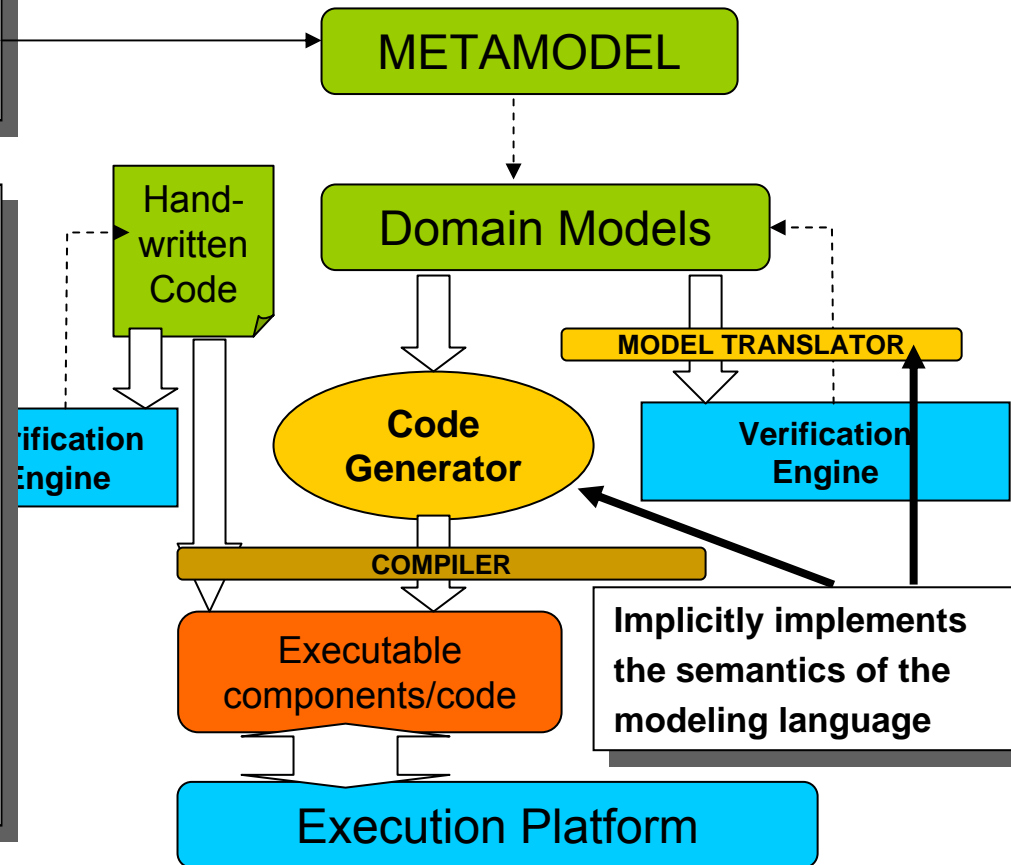 METAMODEL
Hand-
written
Code
Domain Models
MODEL TRANSLATOR
rification
Engine
Code
Generator
Verification
Engine
COMPILER
Executable
components/code
Implicitly implements
the semantics of the
modeling language
Execution Platform